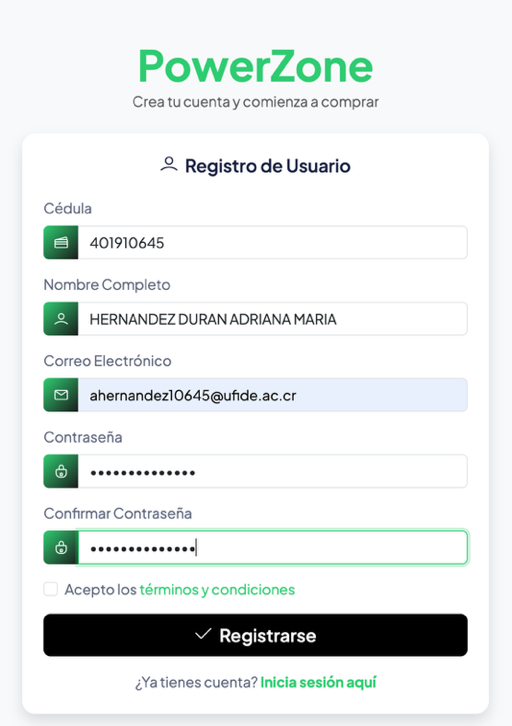 PowerZone
Crea tu cuenta y comienza a comprar
Registro de Usuario
Cédula
401910645
Nombre Completo
HERNANDEZ DURAN ADRIANA MARIA
Correo Electrónico
ahernandez10645@ufide.ac.cr
Contraseña
••••••••••••••
Confirmar Contraseña
••••••••••••••
Acepto los términos y condiciones
Registrarse
¿Ya tienes cuenta? Inicia sesión aquí